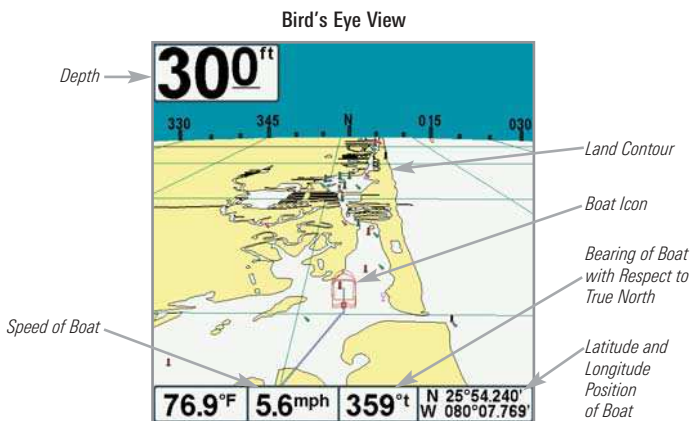 Bird's Eye View
Depth
300 ft
330 345 N 015 030
Land Contour
Boat Icon
Bearing of Boat
with Respect to
True North
Speed of Boat
Latitude and
Longitude
Position
of Boat
76.9°F
5.6mph
359°t
N 25°54.240'
W 080°07.769'